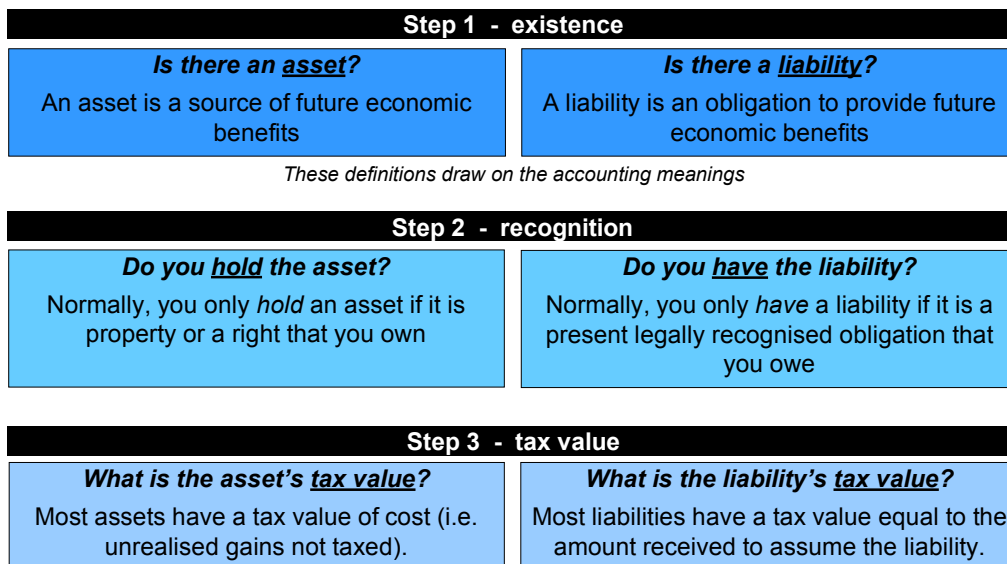 Step 1 - existence
Is there an asset?
An asset is a source of future economic
benefits
Is there a liability?
A liability is an obligation to provide future
economic benefits
These definitions draw on the accounting meanings
Step 2 - recognition
Do you hold the asset?
Normally, you only hold an asset if it is
property or a right that you own
Do you have the liability?
Normally, you only have a liability if it is a
present legally recognised obligation that
you owe
Step 3 - tax value
What is the asset's tax value?
Most assets have a tax value of cost (i.e.
unrealised gains not taxed).
What is the liability's tax value?
Most liabilities have a tax value equal to the
amount received to assume the liability.